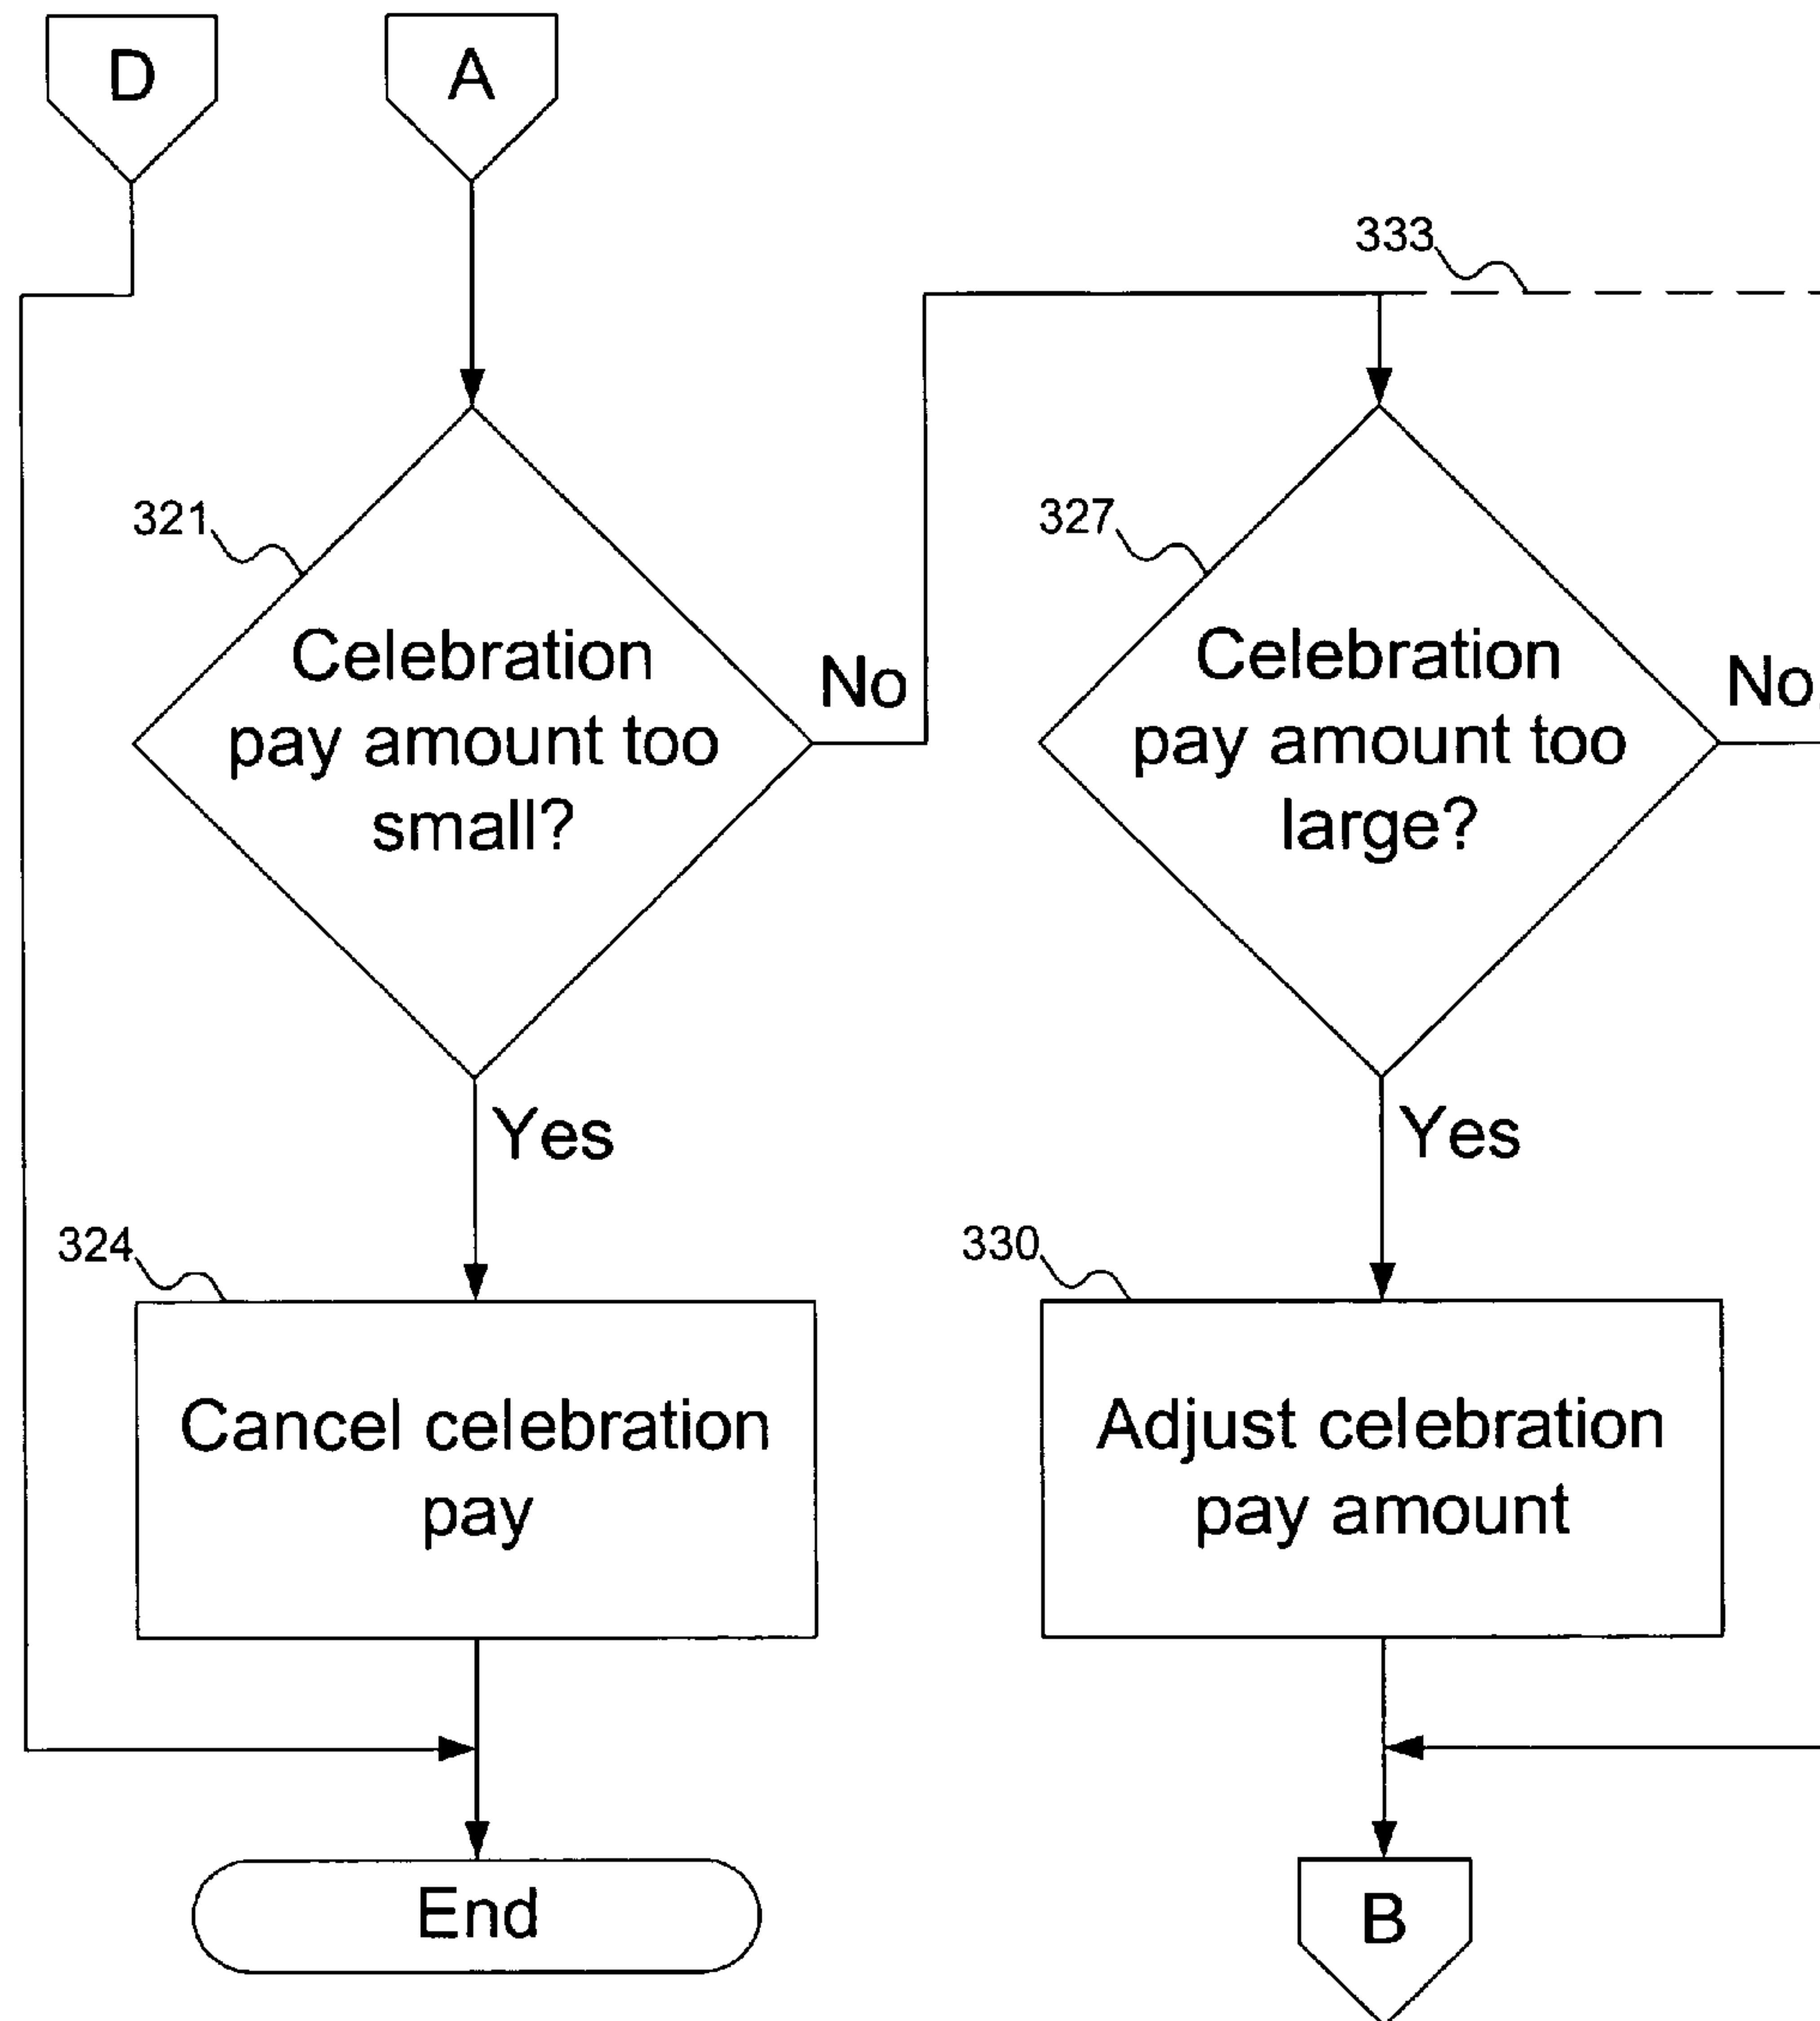 D
A
333
321
327
Celebration
pay amount too
small?
No
Celebration
pay amount too
large?
No
Yes
Yes
324
330
Cancel celebration
pay
Adjust celebration
pay amount
End
B